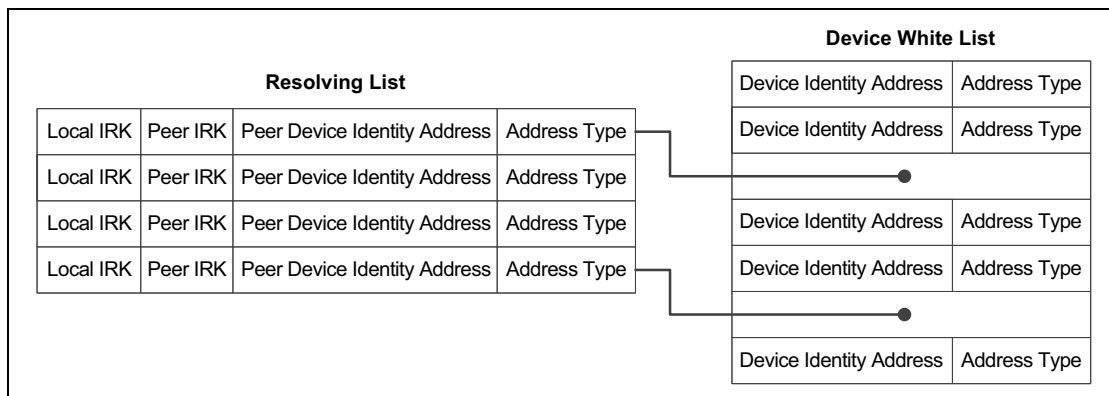 Device White List
Resolving List
Local IRK Peer IRK Peer Device Identity Address Address Type
Local IRK Peer IRK Peer Device Identity Address Address Type
Local IRK Peer IRK Peer Device Identity Address Address Type
Local IRK Peer IRK Peer Device Identity Address Address Type
Device Identity Address Address Type
Device Identity Address Address Type
Device Identity Address Address Type
Device Identity Address Address Type
Device Identity Address Address Type